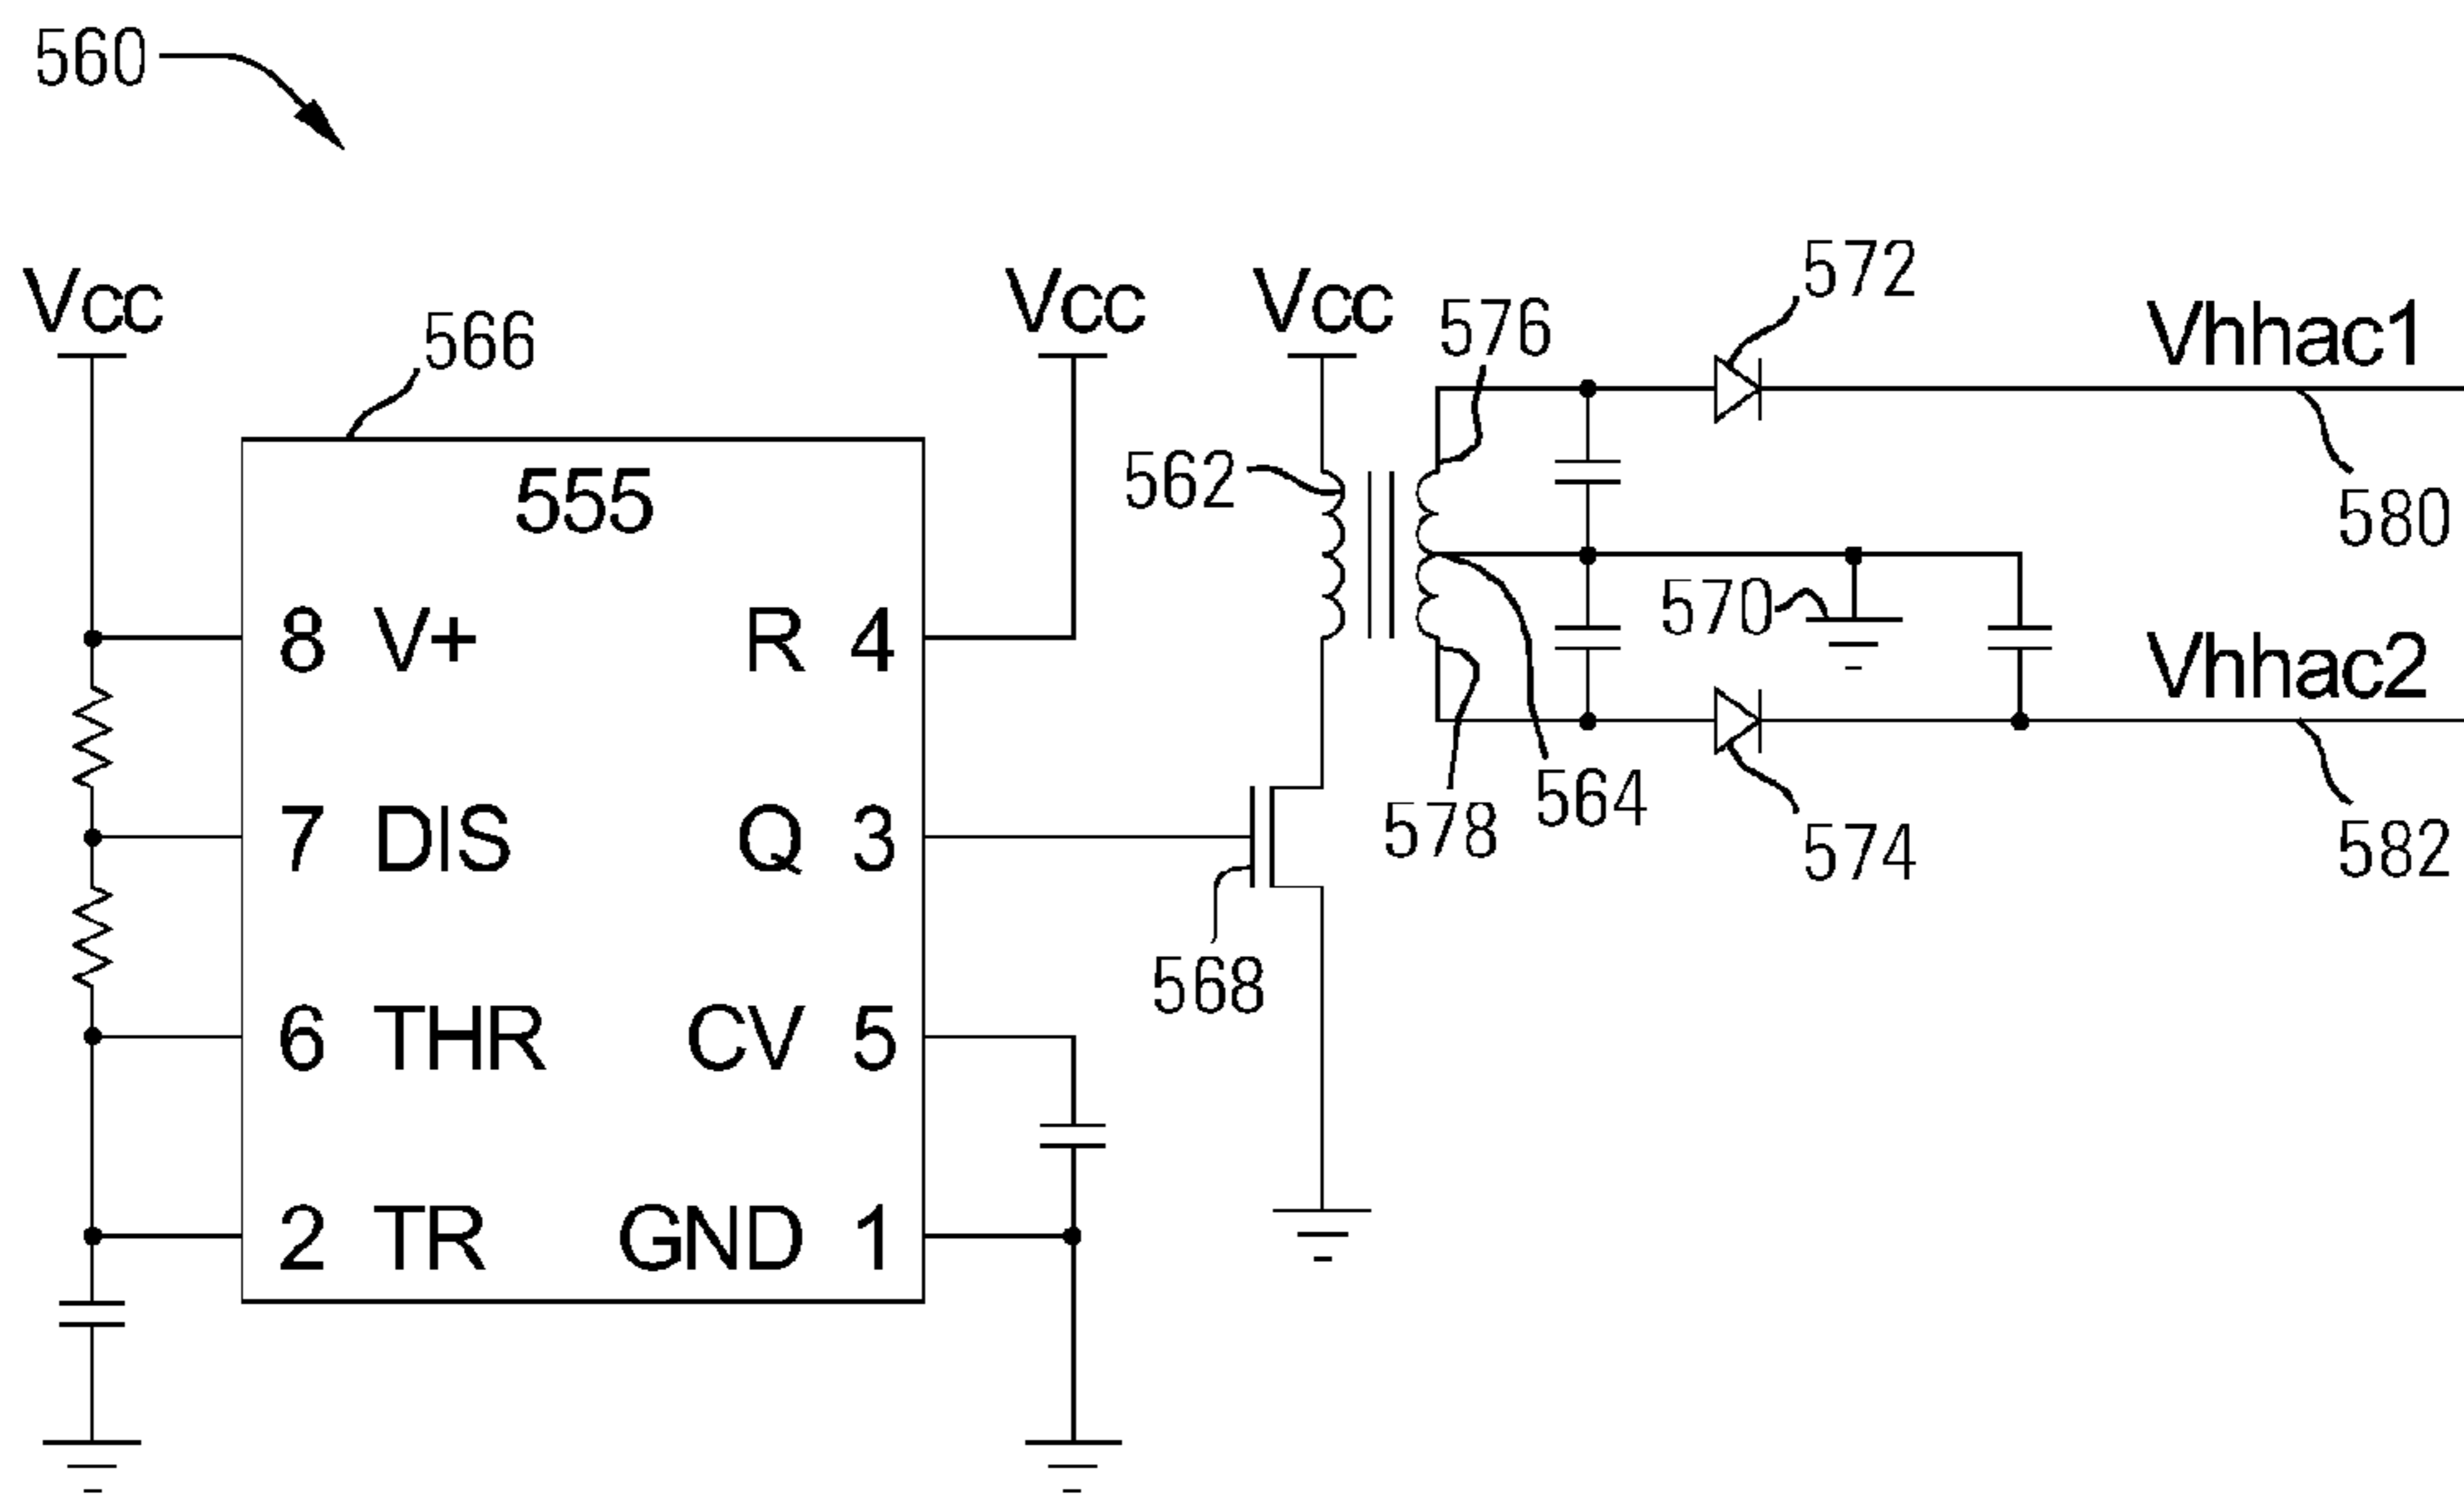 560
Vcc
566
Vcc
Vcc
576
572
Vhhac1
580
555
562
570
8 V+ R 4
Vhhac2
582
7 DIS Q 3
578
564
574
568
6 THR CV 5
2 TR GND 1